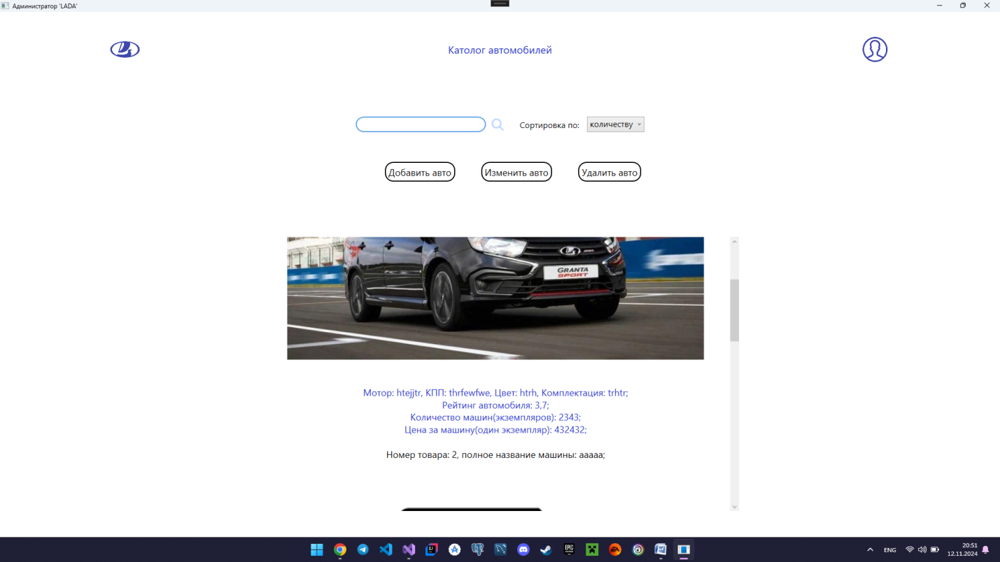 Администратор 'LADA'
Католог автомобилей
Сортировка по: количеству
Добавить авто Изменить авто Удалить авто
GRANTA
SPORT
Мотор: htejjtr, КПП: thrfewfwe, Цвет: htrh, Комплектация: trhtr;
Рейтинг автомобиля: 3,7;
Количество машин(экземпляров): 2343;
Цена за машину(один экземпляр): 432432;
Номер товара: 2, полное название машины: ааааа;
ENG
20:51
12.11.2024